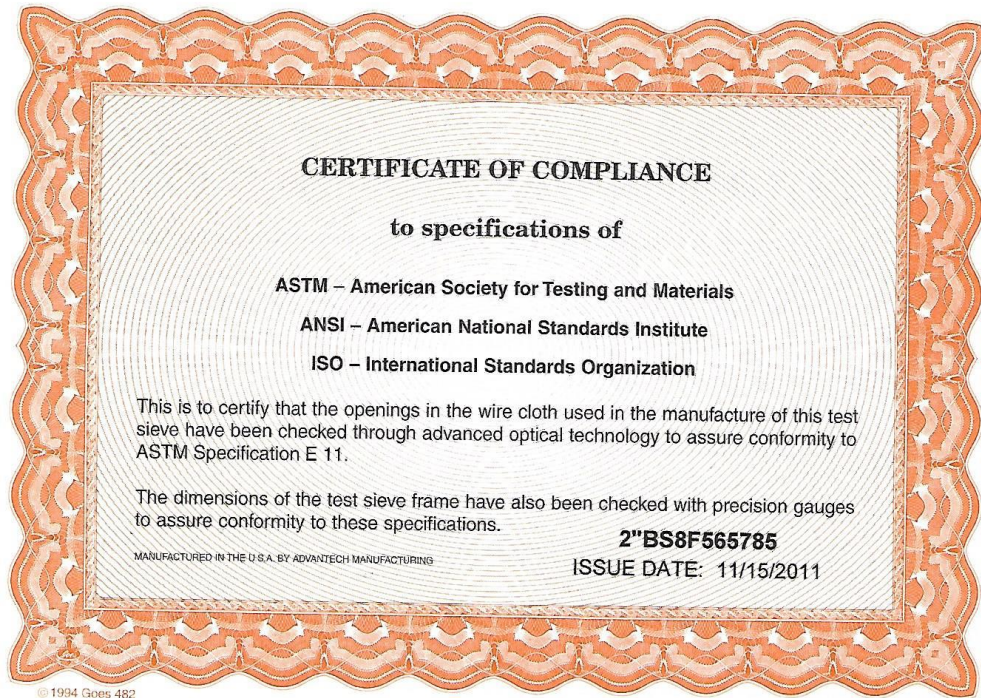 CERTIFICATE OF COMPLIANCE
to specifications of
ASTM – American Society for Testing and Materials
ANSI – American National Standards Institute
ISO – International Standards Organization
This is to certify that the openings in the wire cloth used in the manufacture of this test
sieve have been checked through advanced optical technology to assure conformity to
ASTM Specification E 11.
The dimensions of the test sieve frame have also been checked with precision gauges
to assure conformity to these specifications.
2"BS8F565785
MANUFACTURED IN THE U.S.A. BY ADVANTECH MANUFACTURING
ISSUE DATE: 11/15/2011
© 1994 Goes 482